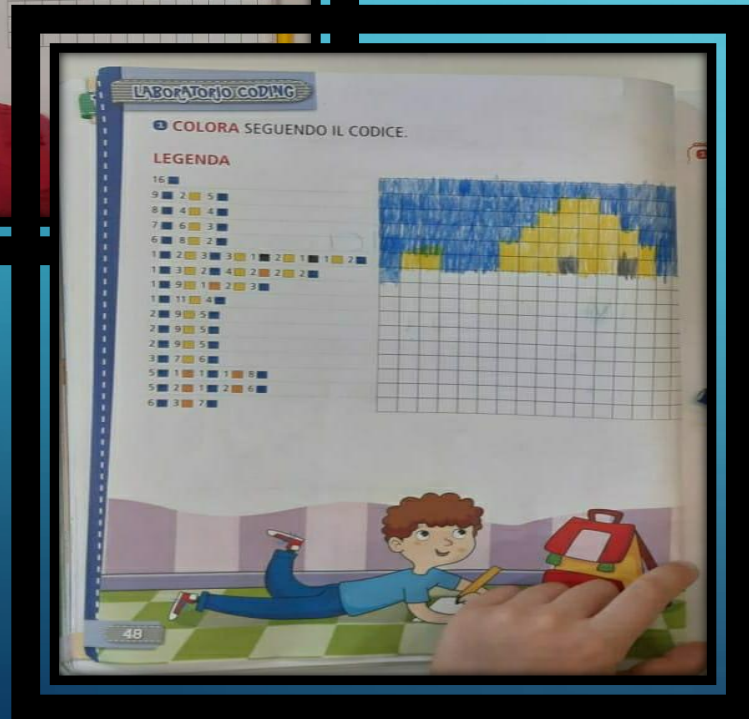 LABORATORIO CODING
1 COLORA SEGUENDO IL CODICE.
LEGENDA
16
9 2 5
8 4 4
7 6 3
6 8 2
1 2 3 3 1 2 1 1 2
1 3 2 4 2 2 2
1 9 1 2 3
1 11 4
2 9 5
2 9 5
2 9 5
3 7 6
5 1 1 1 8
5 2 1 2 6
6 3 7
48